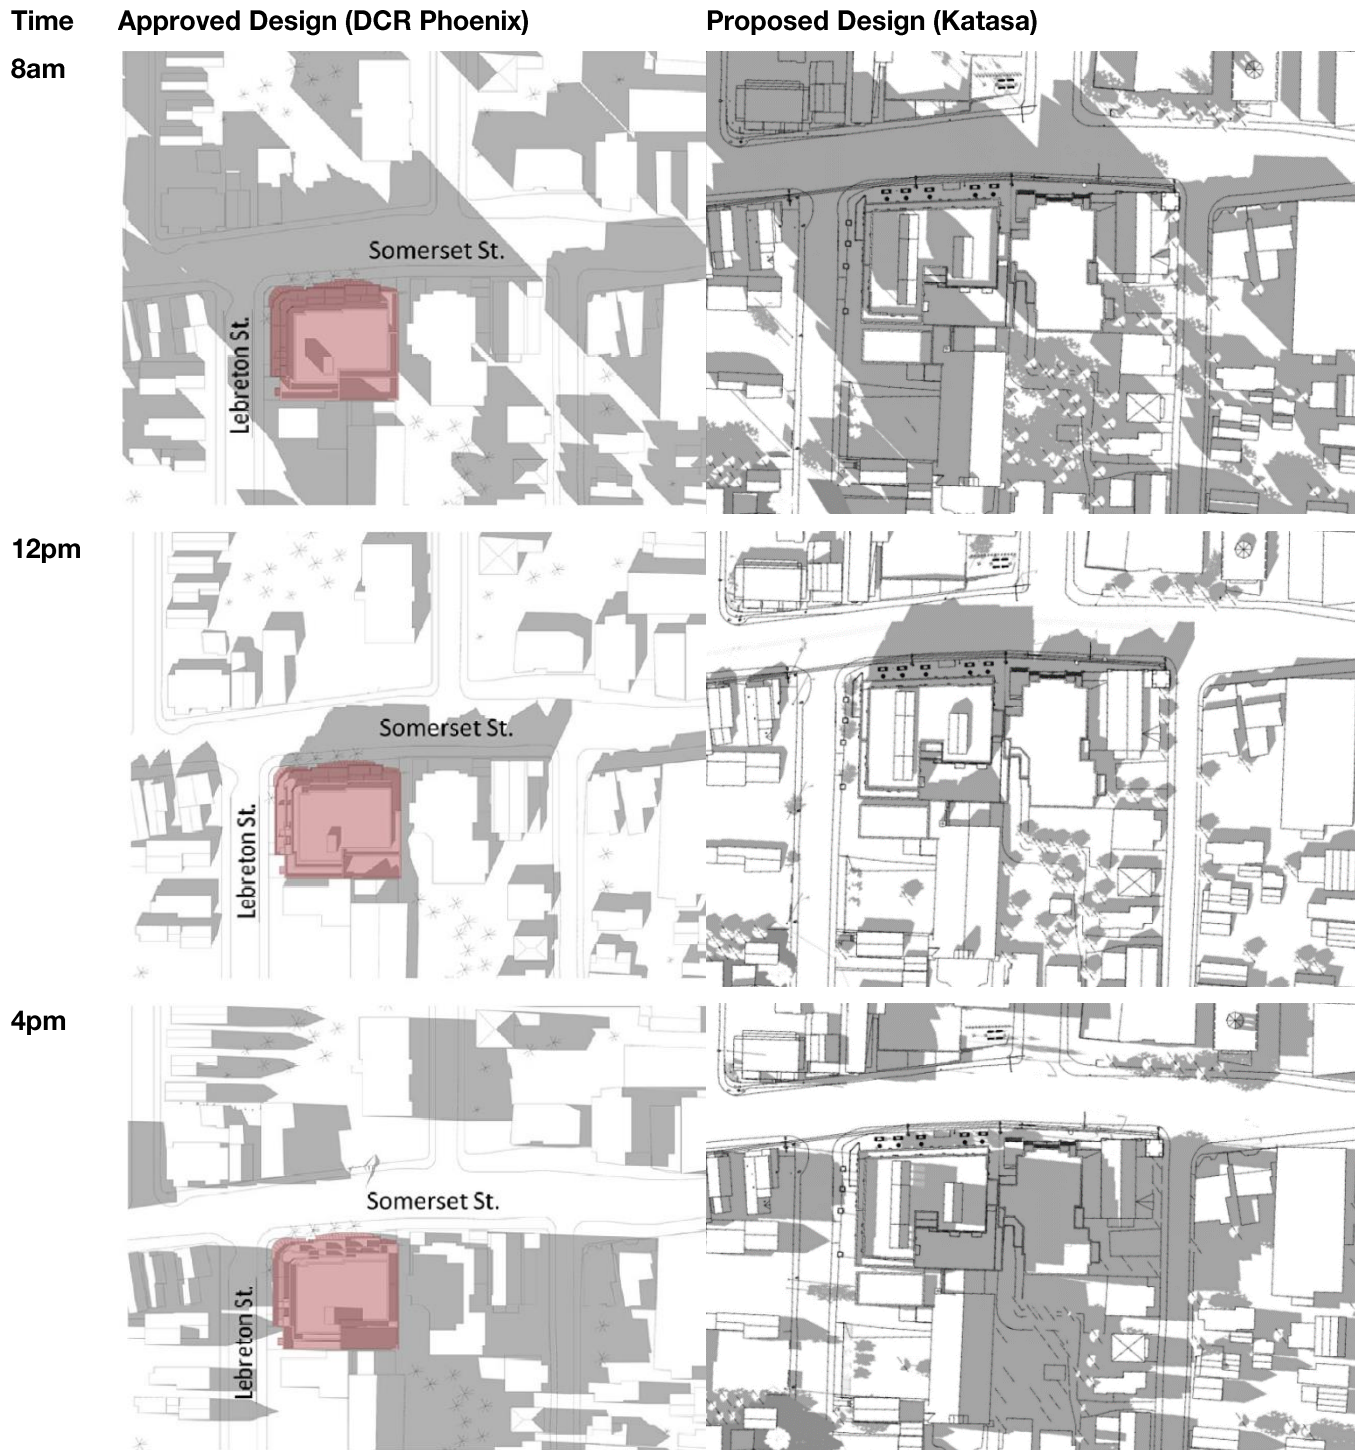 Time Approved Design (DCR Phoenix) Proposed Design (Katasa)
8am
Somerset St.
Lebreton St.
12pm
Somerset St.
Lebreton St.
4pm
Somerset St.
Lebreton St.